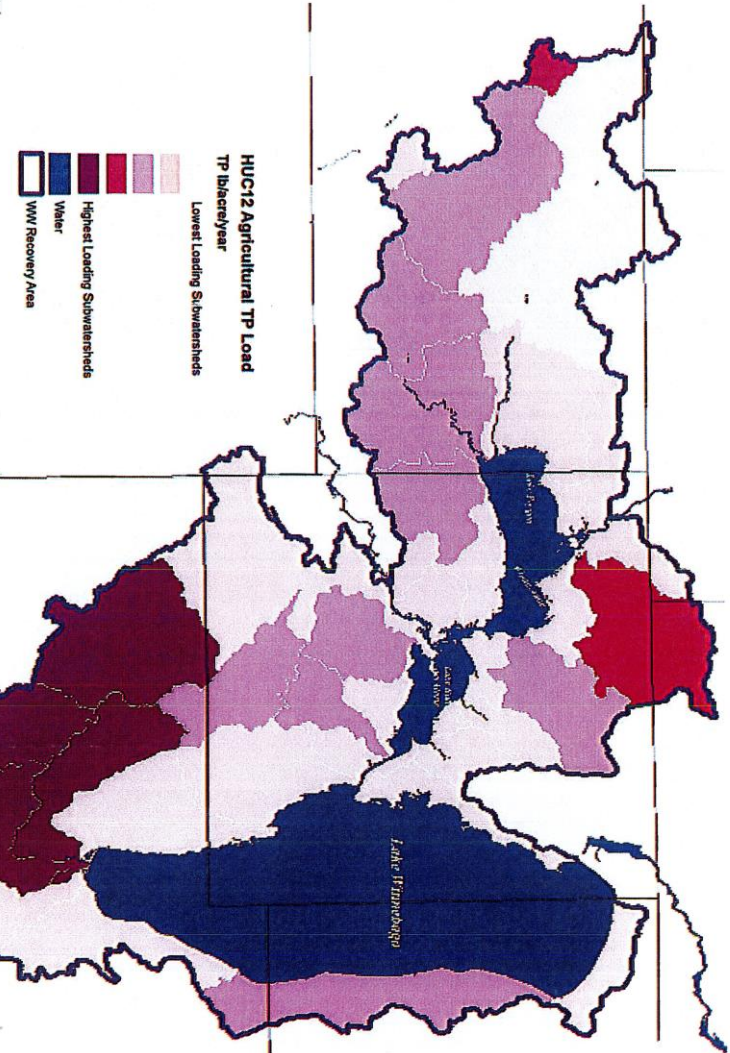 HUC12 Agricultural TP Load
TP lb/acre/year
Lowest Loading Subwatersheds
Highest Loading Subwatersheds
Water
WW Recovery Area
Lake Winnebago